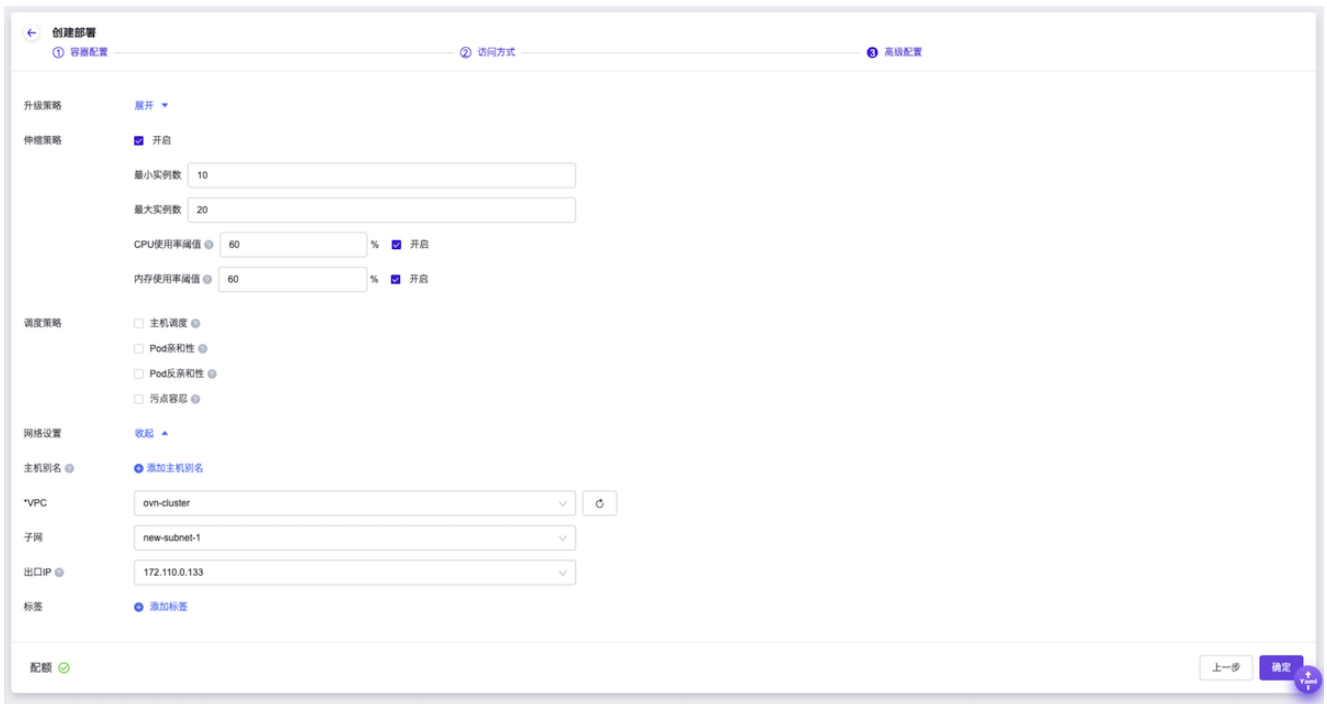 创建部署
1 容器配置 2 访问方式 3 高级配置
升级策略 展开
伸缩策略 开启
最小实例数 10
最大实例数 20
CPU使用率阈值 ? 60 % 开启
内存使用率阈值 ? 60 % 开启
调度策略 主机调度 ?
Pod亲和性 ?
Pod反亲和性 ?
污点容忍 ?
网络设置 收起
主机别名 ? 添加主机别名
*VPC ovn-cluster
子网 new-subnet-1
出口IP ? 172.110.0.133
标签 添加标签
配额 上一步 确定
Yaml